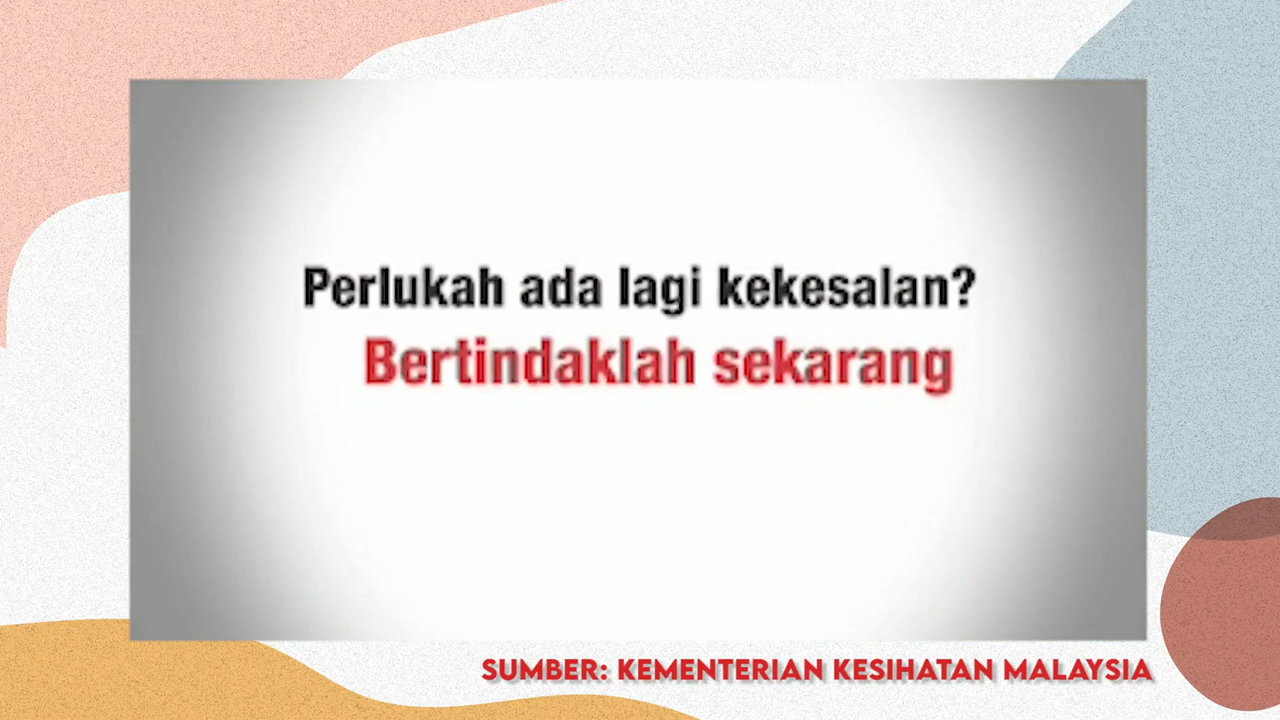 Perlukah ada lagi kekesalan?
Bertindaklah sekarang
SUMBER: KEMENTERIAN KESIHATAN MALAYSIA